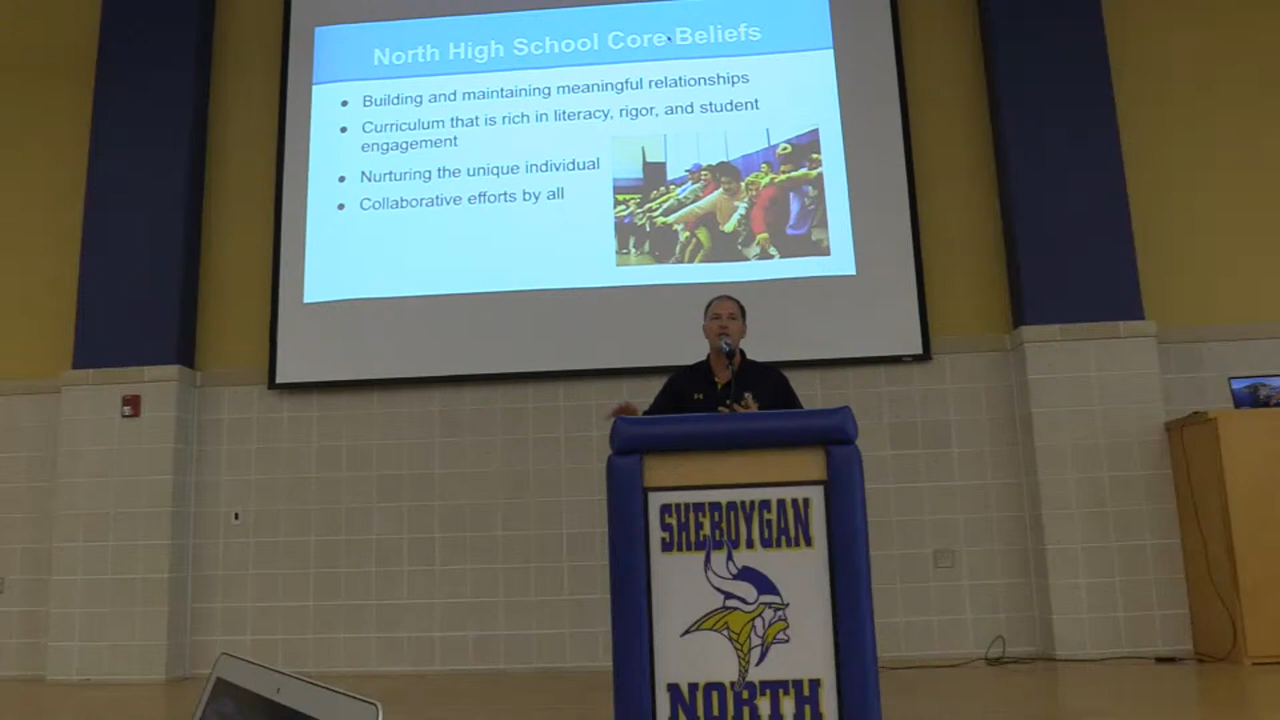 North High School Core Beliefs
Building and maintaining meaningful relationships
Curriculum that is rich in literacy, rigor, and student
engagement
Nurturing the unique individual
Collaborative efforts by all
SHEBOYGAN
NORTH